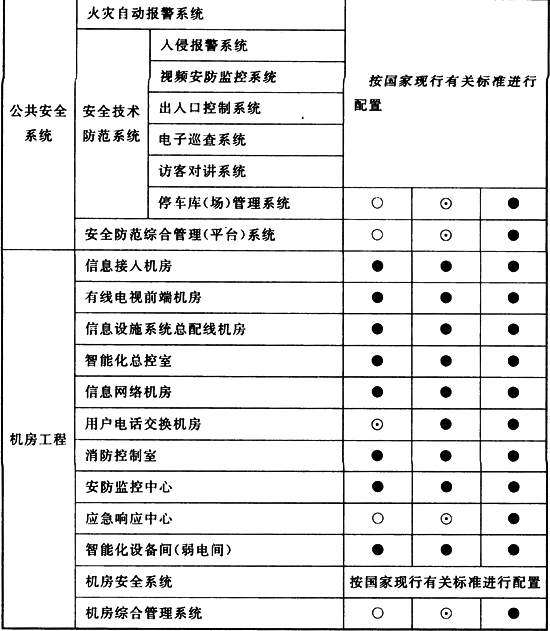 火灾自动报警系统
入侵报警系统
视频安防监控系统
按国家现行有关标准进行
配置
公共安全
系统
安全技术
防范系统
出入口控制系统
电子巡查系统
访客对讲系统
停车库(场)管理系统 ○ ⊙ ●
安全防范综合管理(平台)系统 ○ ⊙ ●
机房工程
信息接入机房 ● ● ●
有线电视前端机房 ● ● ●
信息设施系统总配线机房 ● ● ●
智能化总控室 ● ● ●
信息网络机房 ● ● ●
用户电话交换机房 ⊙ ● ●
消防控制室 ● ● ●
安防监控中心 ● ● ●
应急响应中心 ○ ⊙ ●
智能化设备间(弱电间) ● ● ●
机房安全系统 按国家现行有关标准进行配置
机房综合管理系统 ○ ⊙ ●